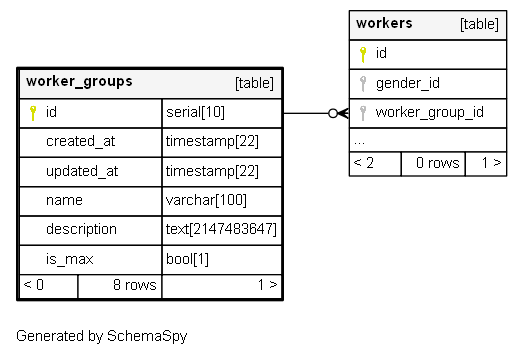 workers [table]
id
gender_id
worker_group_id
...
< 2 0 rows 1 >
worker_groups [table]
id serial[10]
created_at timestamp[22]
updated_at timestamp[22]
name varchar[100]
description text[2147483647]
is_max bool[1]
< 0 8 rows 1 >
Generated by SchemaSpy